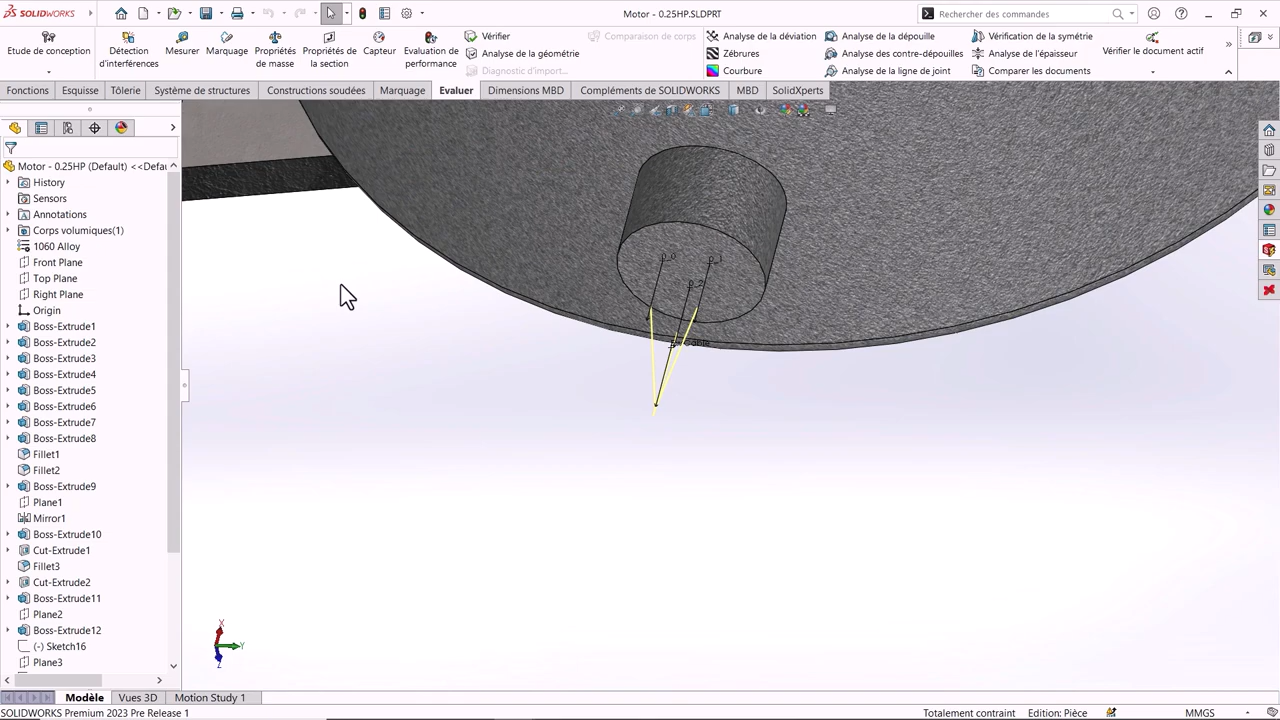 SOLIDWORKS
Motor - 0.25HP.SLDPRT
Rechercher des commandes
Etude de conception
Détection d'interférences
Mesurer
Marquage
Propriétés de masse
Propriétés de la section
Capteur
Evaluation de performance
Vérifier
Analyse de la géométrie
Diagnostic d'import...
Comparaison de corps
Analyse de la déviation
Zébrures
Courbure
Analyse de la dépouille
Analyse des contre-dépouilles
Analyse de la ligne de joint
Vérification de la symétrie
Analyse de l'épaisseur
Comparer les documents
Vérifier le document actif
Fonctions
Esquisse
Tôlerie
Système de structures
Constructions soudées
Marquage
Evaluer
Dimensions MBD
Compléments de SOLIDWORKS
MBD
SolidXperts
Motor - 0.25HP (Default) <<Defau
History
Sensors
Annotations
Corps volumiques(1)
1060 Alloy
Front Plane
Top Plane
Right Plane
Origin
Boss-Extrude1
Boss-Extrude2
Boss-Extrude3
Boss-Extrude4
Boss-Extrude5
Boss-Extrude6
Boss-Extrude7
Boss-Extrude8
Fillet1
Fillet2
Boss-Extrude9
Plane1
Mirror1
Boss-Extrude10
Cut-Extrude1
Fillet3
Cut-Extrude2
Boss-Extrude11
Plane2
Boss-Extrude12
(-) Sketch16
Plane3
X
Y
Z
Modèle
Vues 3D
Motion Study 1
SOLIDWORKS Premium 2023 Pre Release 1
Totalement contraint
Edition: Pièce
MMGS